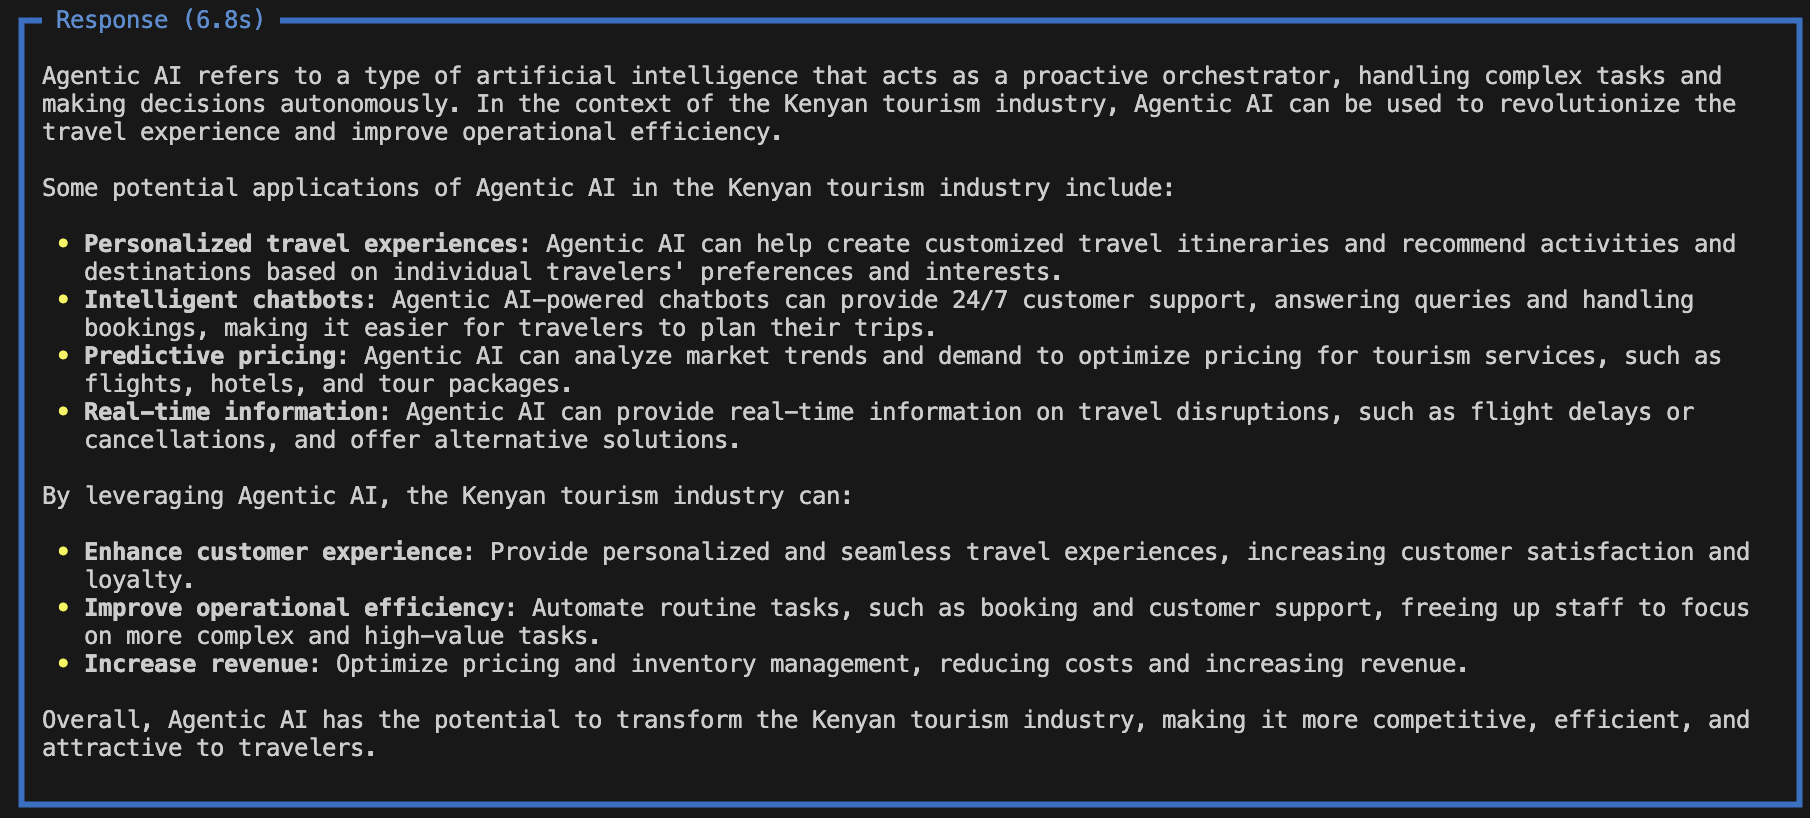 Response (6.8s)
Agentic AI refers to a type of artificial intelligence that acts as a proactive orchestrator, handling complex tasks and
making decisions autonomously. In the context of the Kenyan tourism industry, Agentic AI can be used to revolutionize the
travel experience and improve operational efficiency.
Some potential applications of Agentic AI in the Kenyan tourism industry include:
• Personalized travel experiences: Agentic AI can help create customized travel itineraries and recommend activities and
destinations based on individual travelers' preferences and interests.
• Intelligent chatbots: Agentic AI-powered chatbots can provide 24/7 customer support, answering queries and handling
bookings, making it easier for travelers to plan their trips.
• Predictive pricing: Agentic AI can analyze market trends and demand to optimize pricing for tourism services, such as
flights, hotels, and tour packages.
• Real-time information: Agentic AI can provide real-time information on travel disruptions, such as flight delays or
cancellations, and offer alternative solutions.
By leveraging Agentic AI, the Kenyan tourism industry can:
• Enhance customer experience: Provide personalized and seamless travel experiences, increasing customer satisfaction and
loyalty.
• Improve operational efficiency: Automate routine tasks, such as booking and customer support, freeing up staff to focus
on more complex and high-value tasks.
• Increase revenue: Optimize pricing and inventory management, reducing costs and increasing revenue.
Overall, Agentic AI has the potential to transform the Kenyan tourism industry, making it more competitive, efficient, and
attractive to travelers.